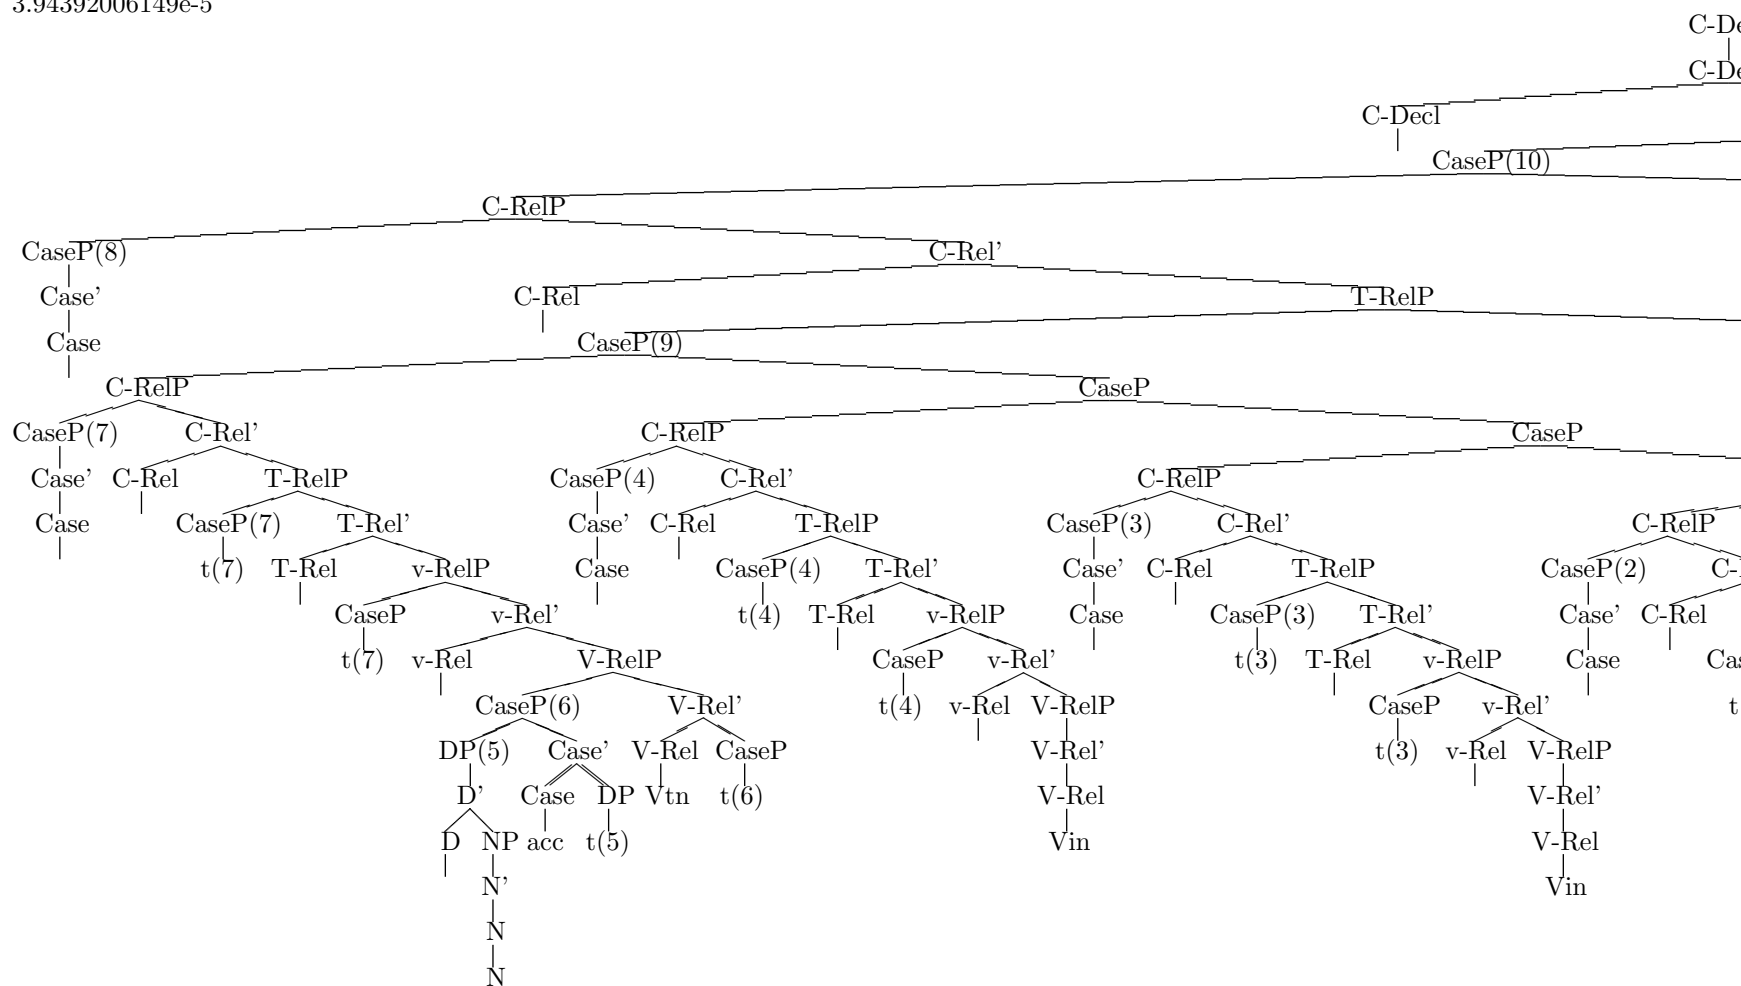 3.94392006149e-5
C-De
C-De
C-Decl
CaseP(10)
C-RelP
CaseP(8) C-Rel'
Case' C-Rel T-RelP
Case CaseP(9)
C-RelP CaseP
CaseP(7) C-Rel' C-RelP CaseP
Case' C-Rel T-RelP CaseP(4) C-Rel' C-RelP
Case CaseP(7) T-Rel' Case' C-Rel T-RelP CaseP(3) C-Rel' C-RelP
t(7) T-Rel v-RelP Case CaseP(4) T-Rel' Case' C-Rel T-RelP CaseP(2) C-
CaseP v-Rel' t(4) T-Rel v-RelP Case CaseP(3) T-Rel' Case' C-Rel
t(7) v-Rel V-RelP CaseP v-Rel' t(3) T-Rel v-RelP Case Cas
CaseP(6) V-Rel' t(4) v-Rel V-RelP CaseP v-Rel' t
DP(5) Case' V-Rel CaseP V-Rel' t(3) v-Rel V-RelP
D' Case DP Vtn t(6) V-Rel V-Rel'
D NP acc t(5) Vin V-Rel
N' Vin
N
N